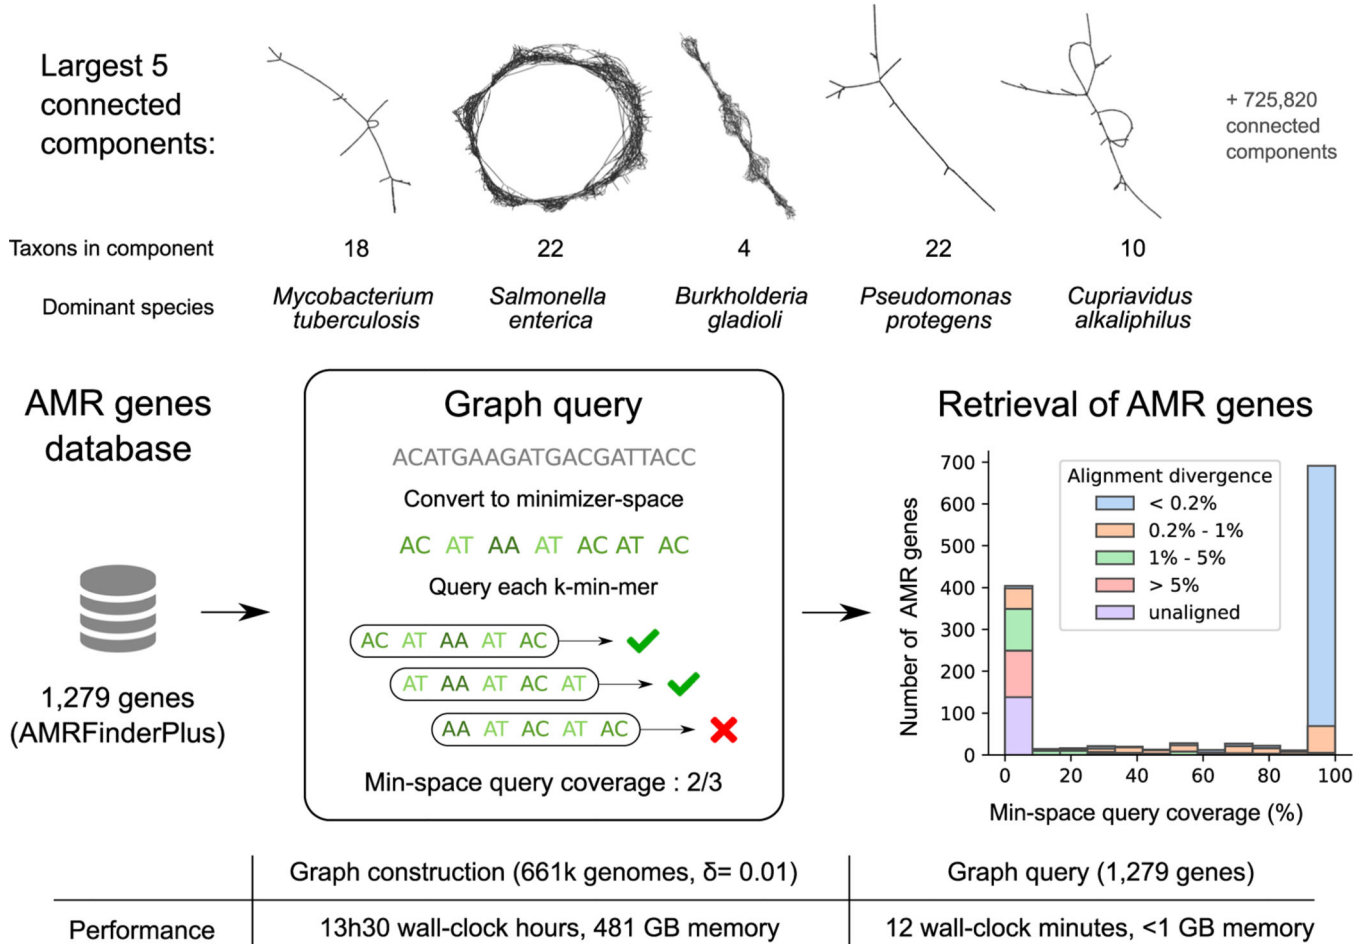 Largest 5
connected
components:
+ 725,820
connected
components
Taxons in component
18
22
4
22
10
Dominant species
Mycobacterium
tuberculosis
Salmonella
enterica
Burkholderia
gladioli
Pseudomonas
protegens
Cupriavidus
alkaliphilus
AMR genes
database
1,279 genes
(AMRFinderPlus)
Graph query
ACATGAAGATGACGATTACC
Convert to minimizer-space
AC AT AA AT AC AT AC
Query each k-min-mer
AC AT AA AT AC
AT AA AT AC AT
AA AT AC AT AC
Min-space query coverage : 2/3
Retrieval of AMR genes
Number of AMR genes
700
600
500
400
300
200
100
0
Alignment divergence
< 0.2%
0.2% - 1%
1% - 5%
> 5%
unaligned
0 20 40 60 80 100
Min-space query coverage (%)
Graph construction (661k genomes, δ= 0.01)
Graph query (1,279 genes)
Performance
13h30 wall-clock hours, 481 GB memory
12 wall-clock minutes, <1 GB memory